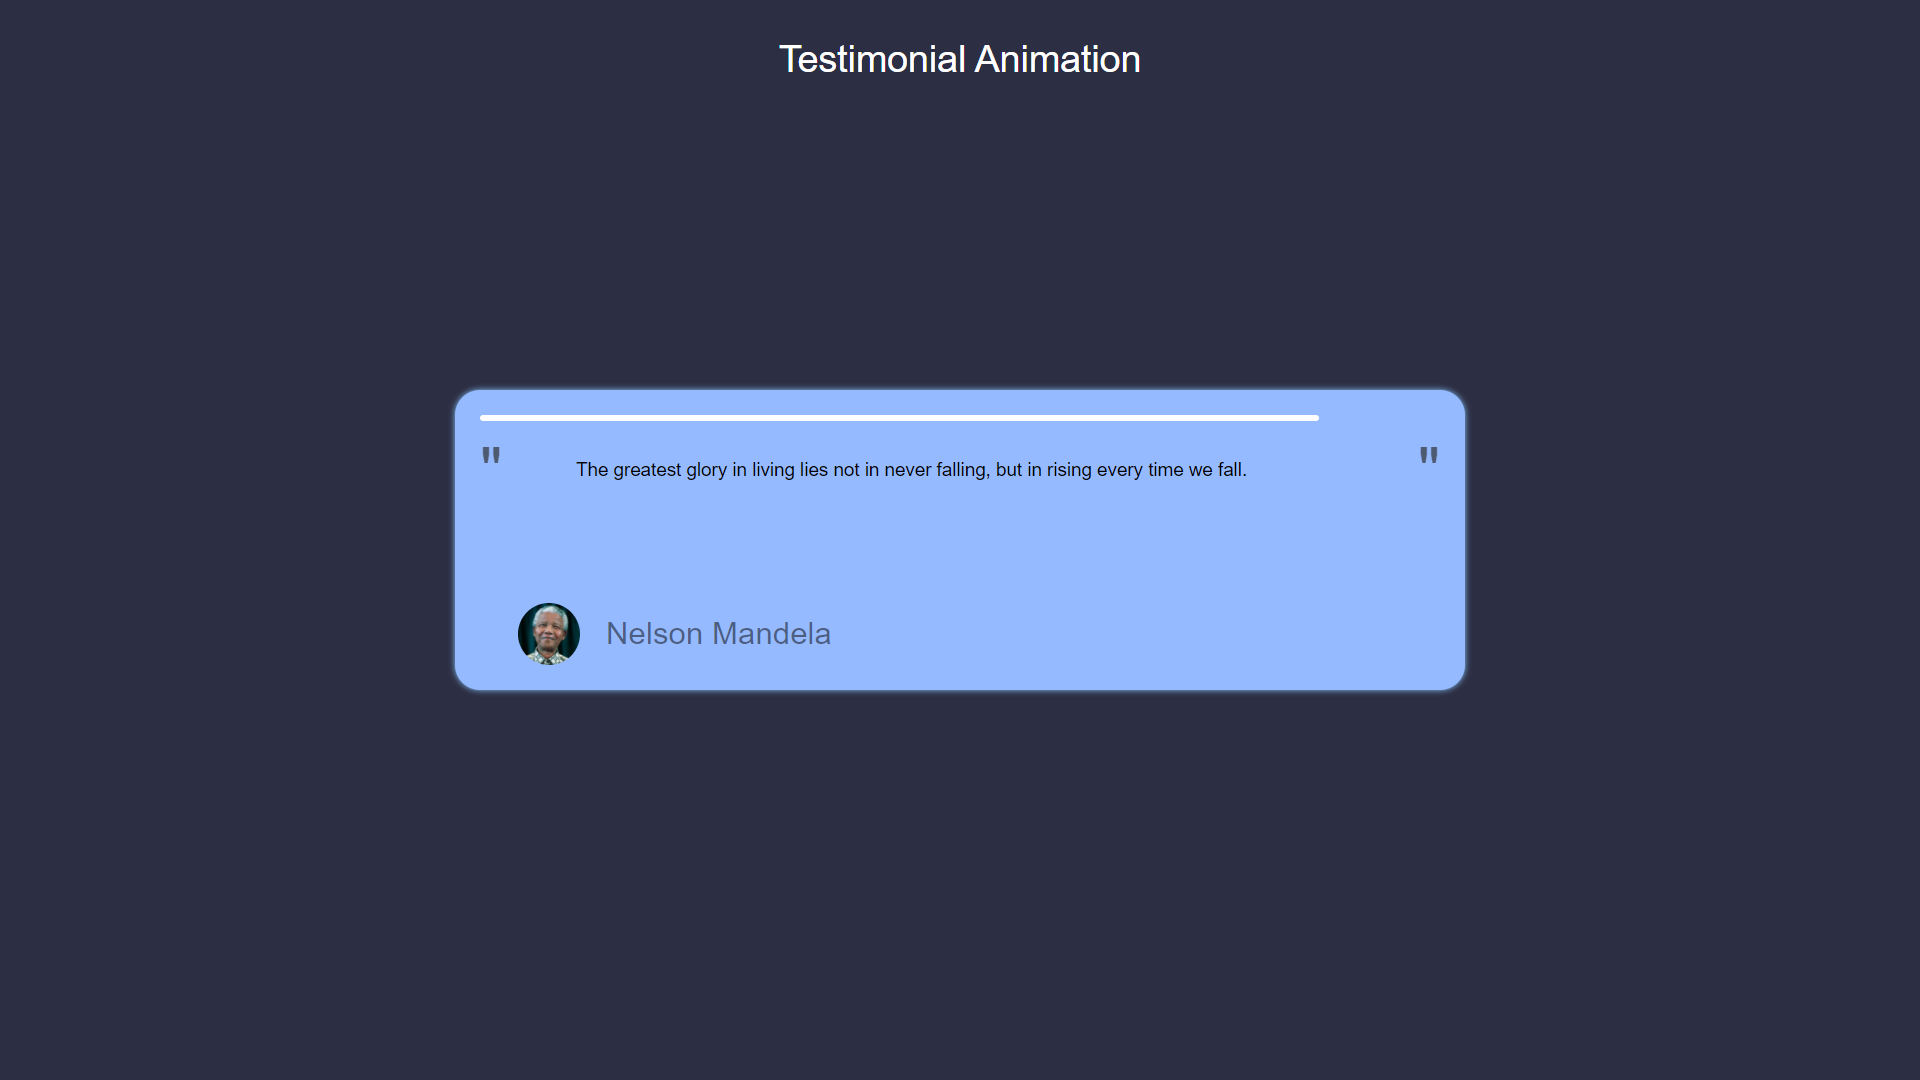 Testimonial Animation
" The greatest glory in living lies not in never falling, but in rising every time we fall. "
Nelson Mandela